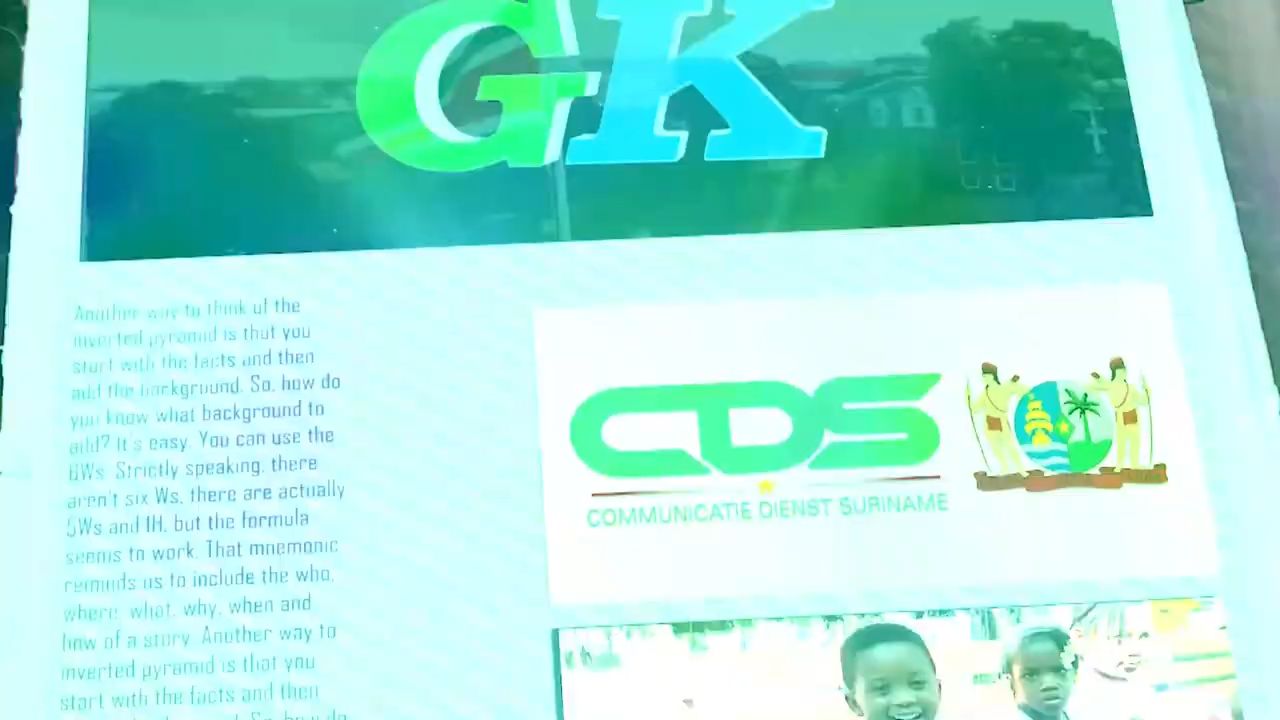 GK
Another way to think of the
inverted pyramid is that you
start with the facts and then
add the background. So, how do
you know what background to
add? It's easy. You can use the
6Ws. Strictly speaking, there
aren't six Ws, there are actually
5Ws and 1H, but the formula
seems to work. That mnemonic
reminds us to include the who,
where, what, why, when and
how of a story. Another way to
inverted pyramid is that you
start with the facts and then
CDS
COMMUNICATIE DIENST SURINAME